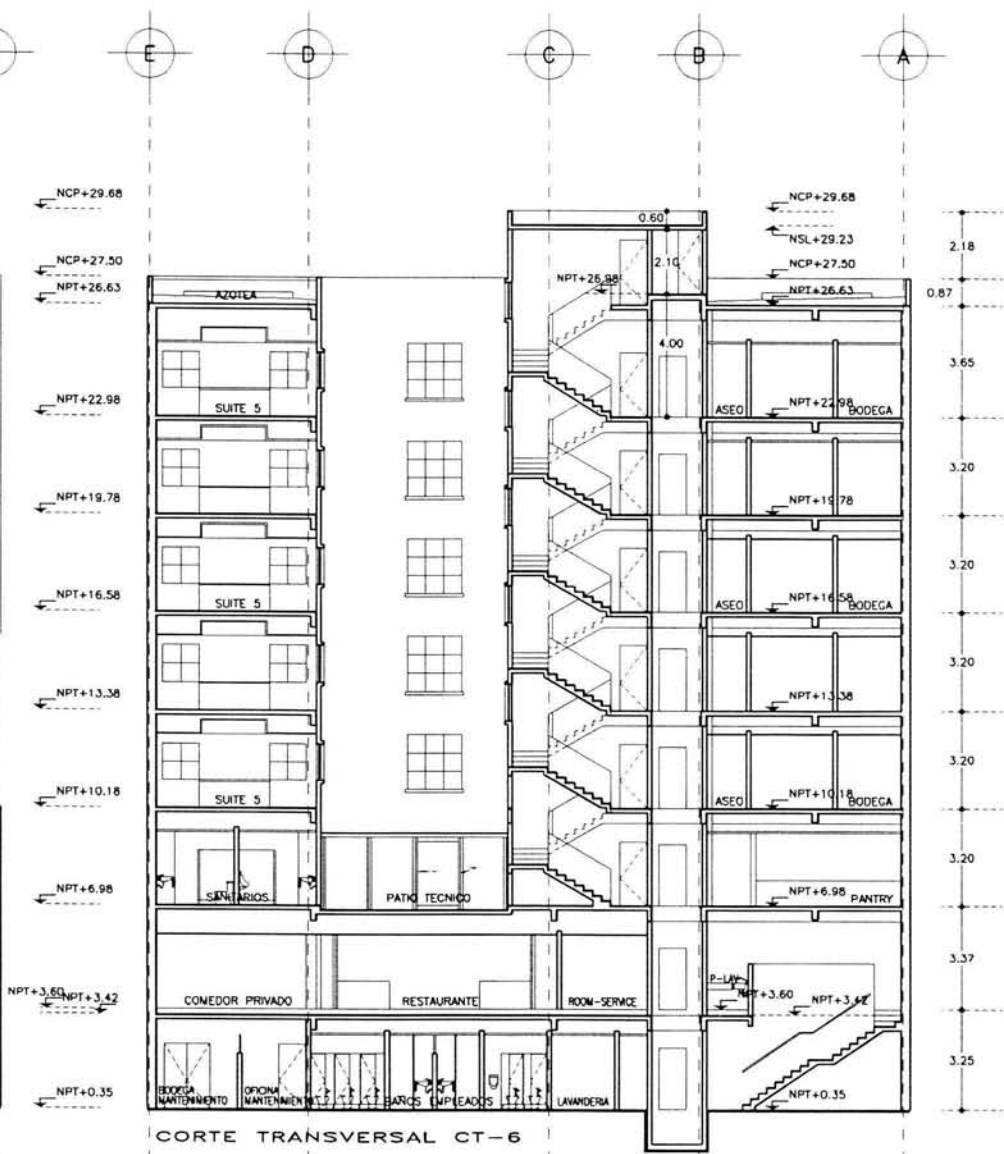 E D C B A
NCP+29.68
NCP+29.68
0.60
NSL+29.23
2.18
NCP+27.50
NCP+27.50
2.10
NPT+26.63
AZOTEA
NPT+26.98
NPT+26.63
0.87
4.00
3.65
NPT+22.98
SUITE 5
ASEO
NPT+22.98
BODEGA
3.20
NPT+19.78
NPT+19.78
3.20
NPT+16.58
SUITE 5
ASEO
NPT+16.58
BODEGA
3.20
NPT+13.38
NPT+13.38
3.20
NPT+10.18
SUITE 5
ASEO
NPT+10.18
BODEGA
3.20
NPT+6.98
SANITARIOS
PATIO TECNICO
NPT+6.98
PANTRY
3.37
P-LAV
NPT+3.60
NPT+3.42
COMEDOR PRIVADO
RESTAURANTE
ROOM-SERVICE
NPT+3.60
NPT+3.42
3.25
NPT+0.35
BODEGA
MANTENIMIENTO
OFICINA
MANTENIMIENTO
BAÑOS EMPLEADOS
LAVANDERIA
NPT+0.35
CORTE TRANSVERSAL CT-6